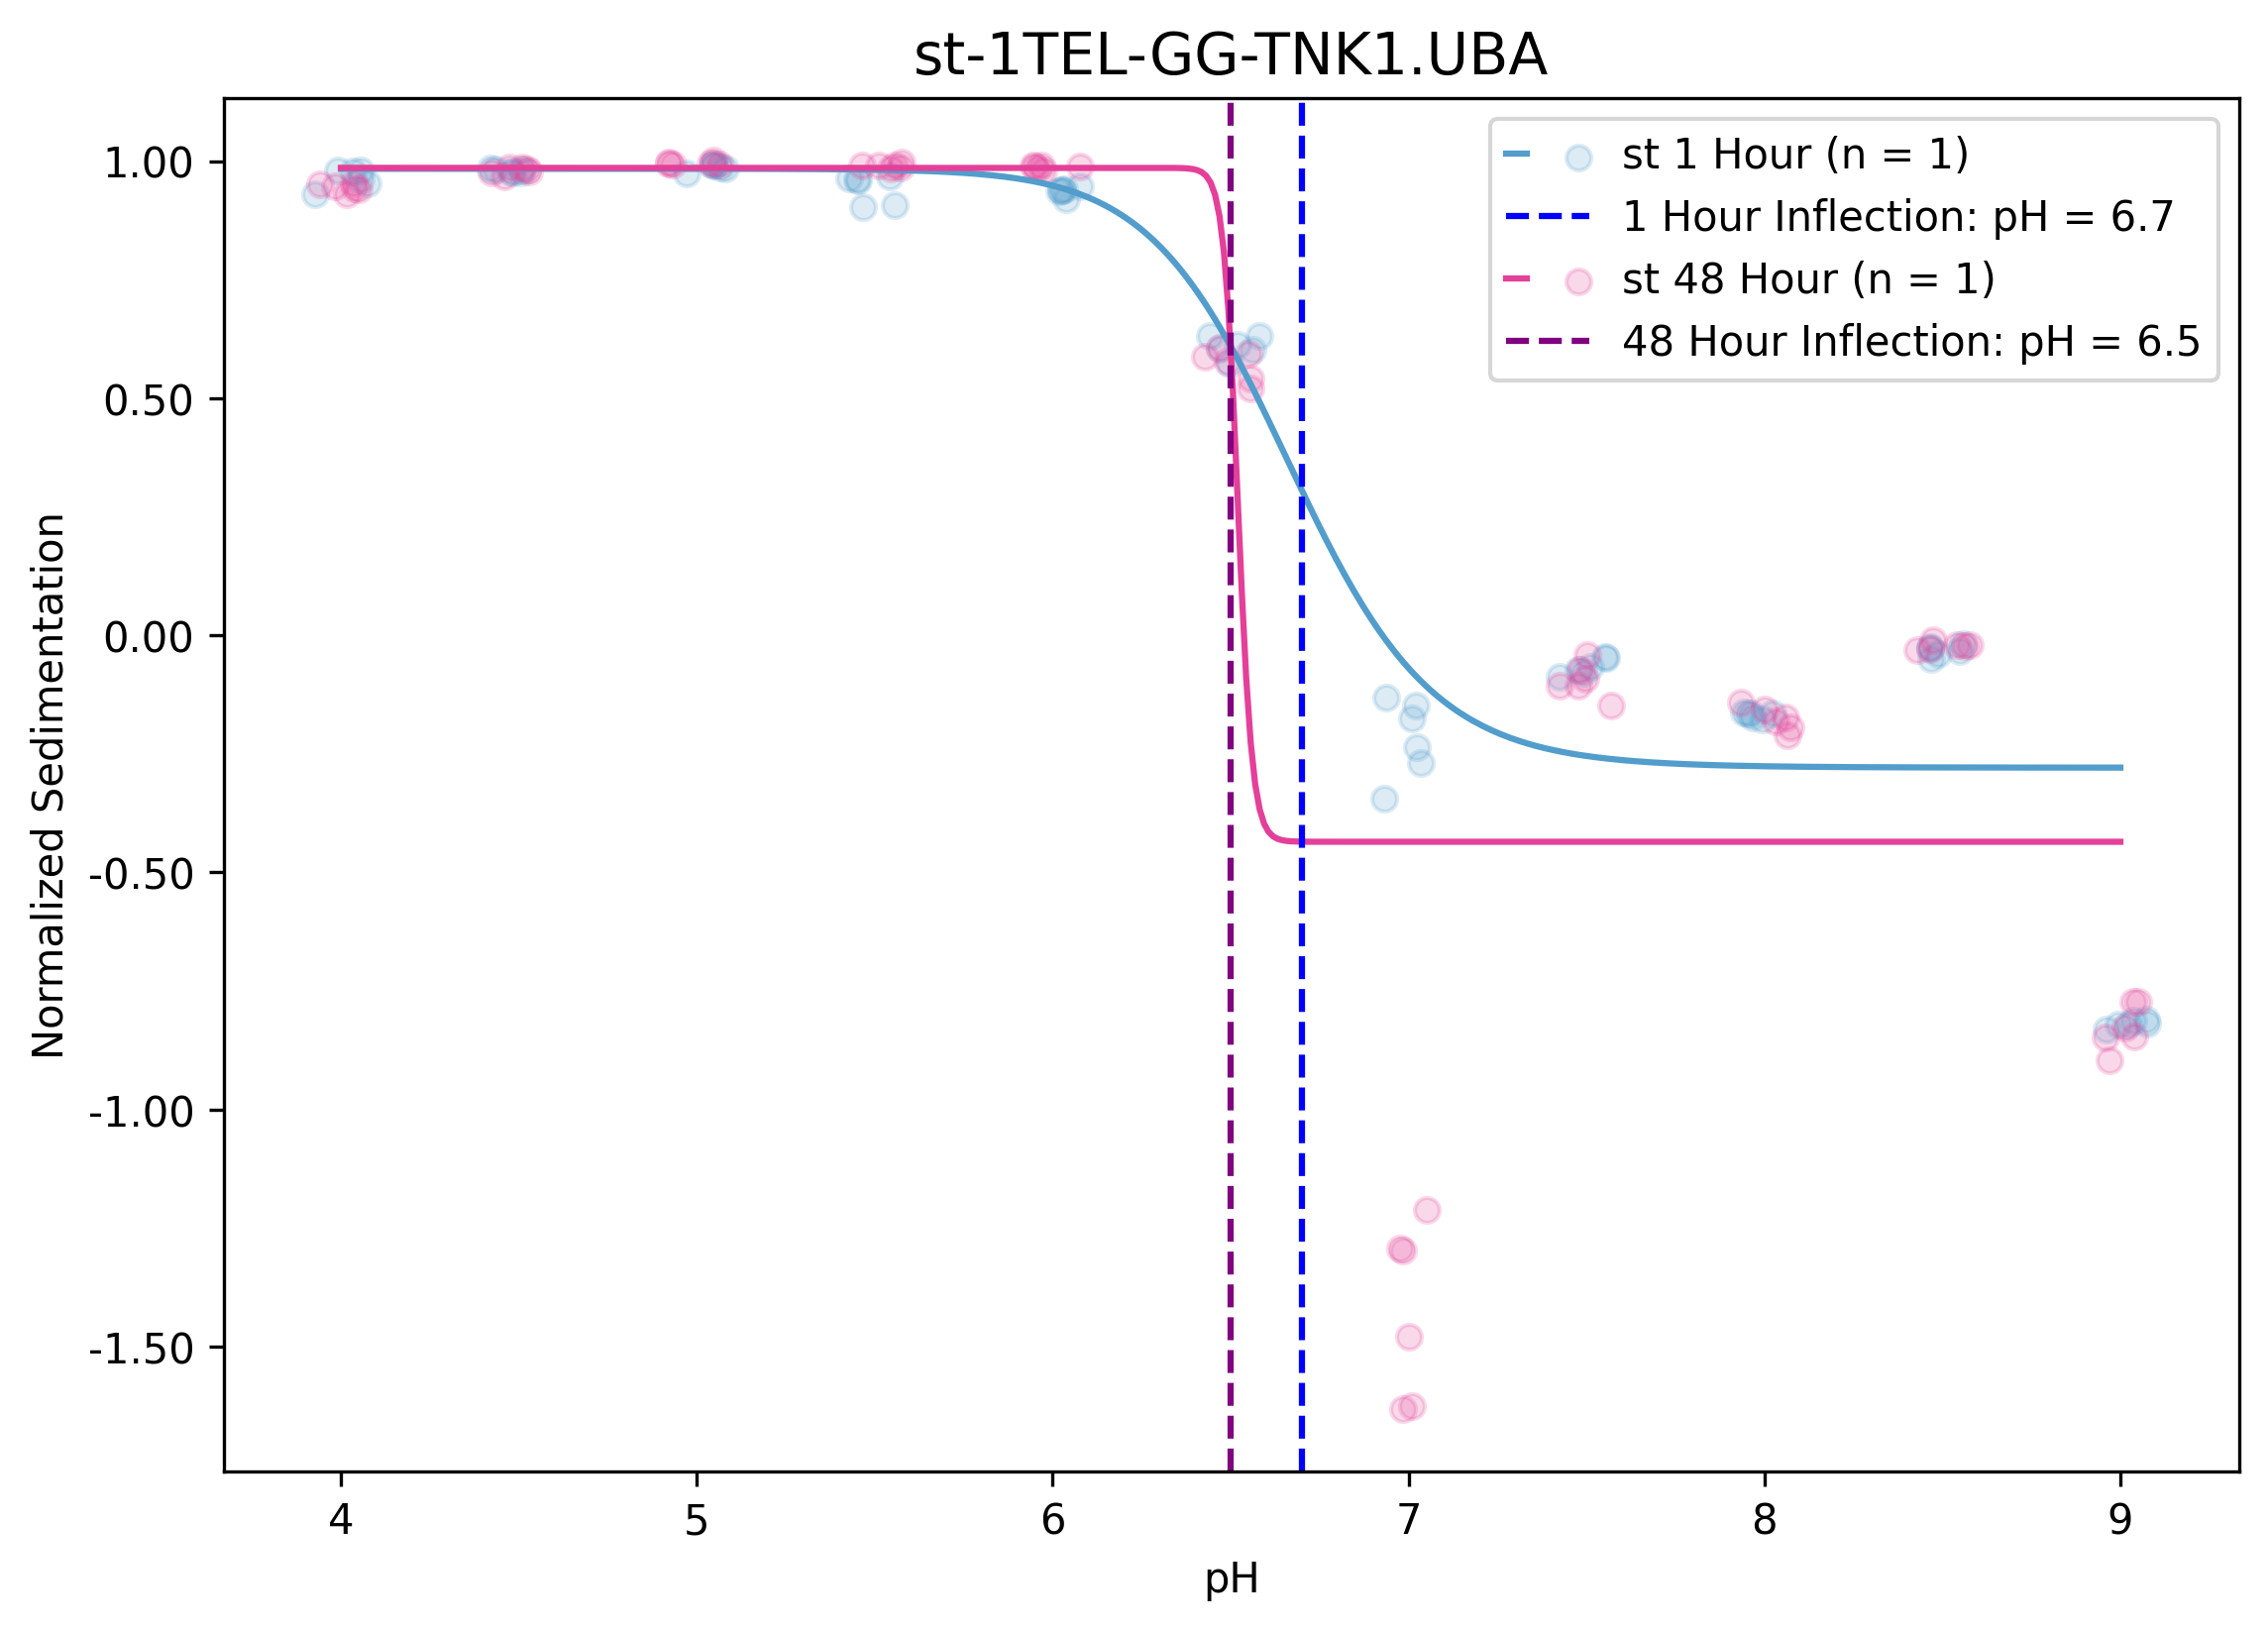 st-1TEL-GG-TNK1.UBA
st 1 Hour (n = 1)
1 Hour Inflection: pH = 6.7
st 48 Hour (n = 1)
48 Hour Inflection: pH = 6.5
Normalized Sedimentation
1.00
0.50
0.00
-0.50
-1.00
-1.50
4 5 6 7 8 9
pH